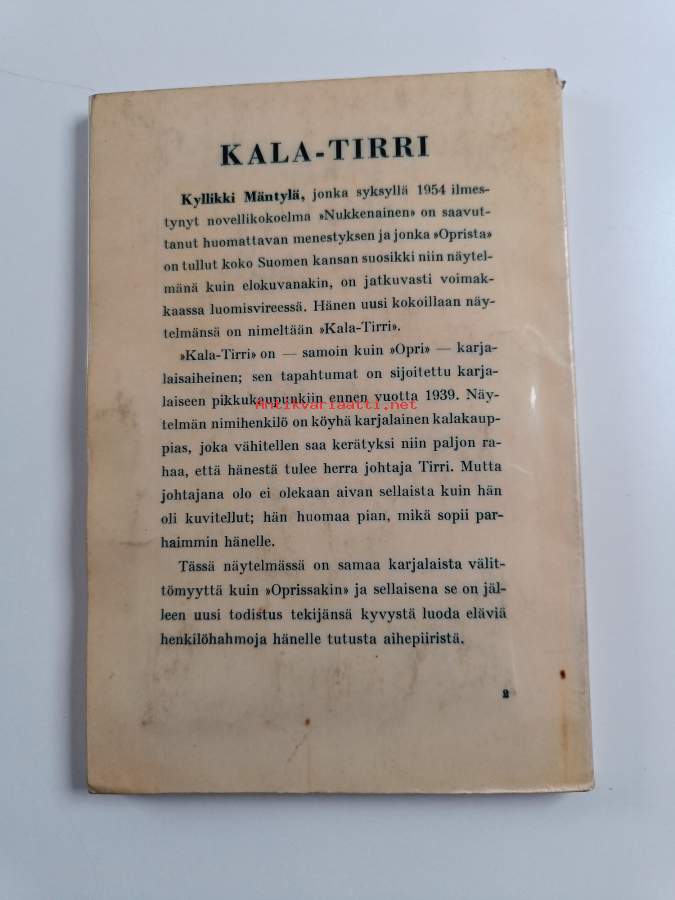 KALA-TIRRI
Kyllikki Mäntylä, jonka syksyllä 1954 ilmes-
tynyt novellikokoelma »Nukkenainen» on saavut-
tanut huomattavan menestyksen ja jonka »Oprista»
on tullut koko Suomen kansan suosikki niin näytel-
mänä kuin elokuvanakin, on jatkuvasti voimak-
kaassa luomisvireessä. Hänen uusi kokoillaan näy-
telmänsä on nimeltään »Kala-Tirri».
»Kala-Tirri» on — samoin kuin »Opri» — karja-
laisaiheinen; sen tapahtumat on sijoitettu karja-
laiseen pikkukaupunkiin ennen vuotta 1939. Näy-
Antikvariaatti.net
telmän nimihenkilö on köyhä karjalainen kalakaup-
pias, joka vähitellen saa kerätyksi niin paljon ra-
haa, että hänestä tulee herra johtaja Tirri. Mutta
johtajana olo ei olekaan aivan sellaista kuin hän
oli kuvitellut; hän huomaa pian, mikä sopii par-
haimmin hänelle.
Tässä näytelmässä on samaa karjalaista välit-
tömyyttä kuin »Oprissakin» ja sellaisena se on jäl-
leen uusi todistus tekijänsä kyvystä luoda eläviä
henkilöhahmoja hänelle tutusta aihepiiristä.
2